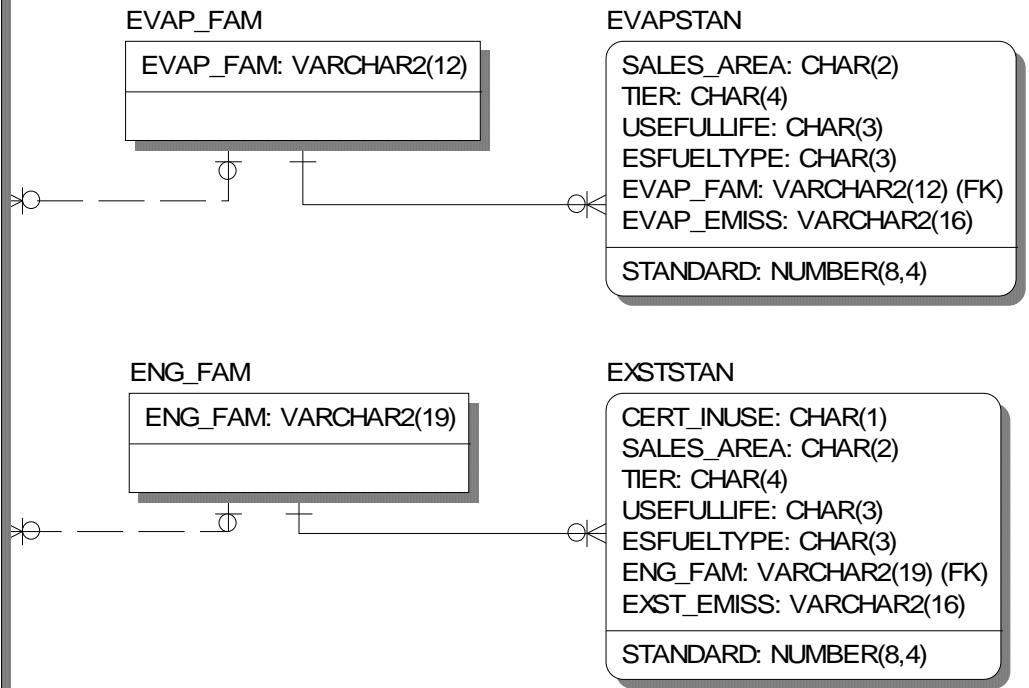 EVAP_FAM
EVAP_FAM: VARCHAR2(12)
EVAPSTAN
SALES_AREA: CHAR(2)
TIER: CHAR(4)
USEFULLIFE: CHAR(3)
ESFUELTYPE: CHAR(3)
EVAP_FAM: VARCHAR2(12) (FK)
EVAP_EMISS: VARCHAR2(16)
STANDARD: NUMBER(8,4)
ENG_FAM
ENG_FAM: VARCHAR2(19)
EXSTSTAN
CERT_INUSE: CHAR(1)
SALES_AREA: CHAR(2)
TIER: CHAR(4)
USEFULLIFE: CHAR(3)
ESFUELTYPE: CHAR(3)
ENG_FAM: VARCHAR2(19) (FK)
EXST_EMISS: VARCHAR2(16)
STANDARD: NUMBER(8,4)